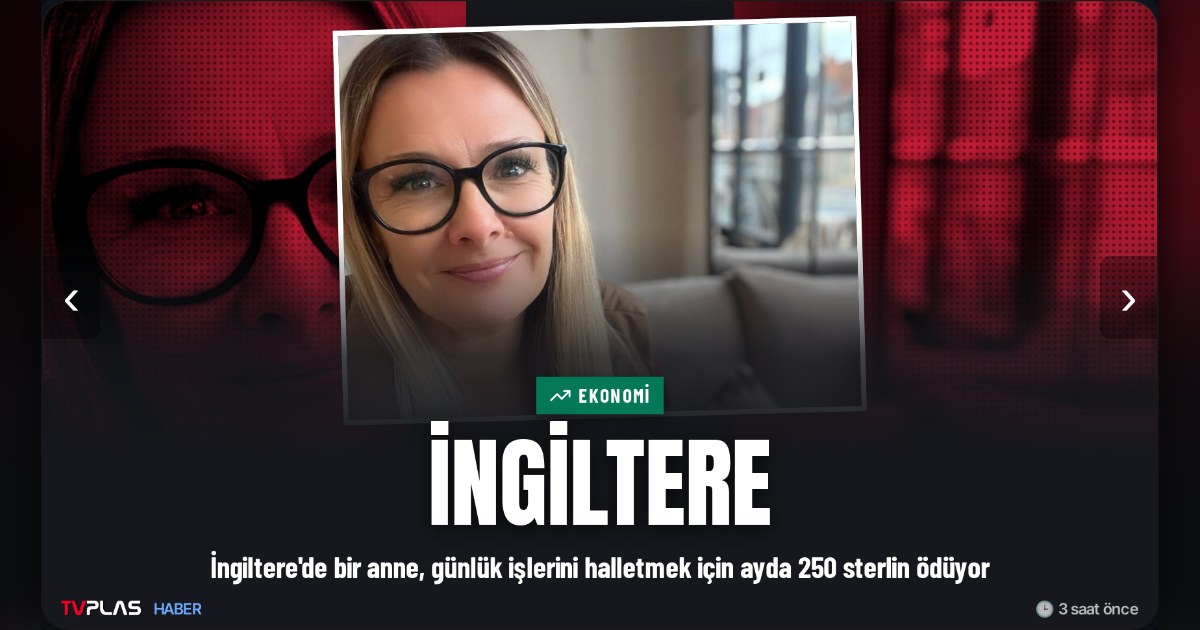 EKONOMİ
İNGİLTERE
İngiltere'de bir anne, günlük işlerini halletmek için ayda 250 sterlin ödüyor
TVPLAS HABER
3 saat önce